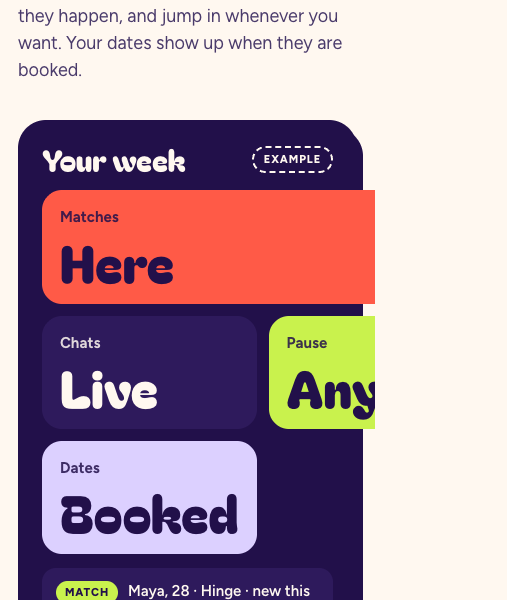 they happen, and jump in whenever you
want. Your dates show up when they are
booked.
Your week
EXAMPLE
Matches
Here
Chats
Live
Pause
Any
Dates
Booked
MATCH Maya, 28 · Hinge · new this